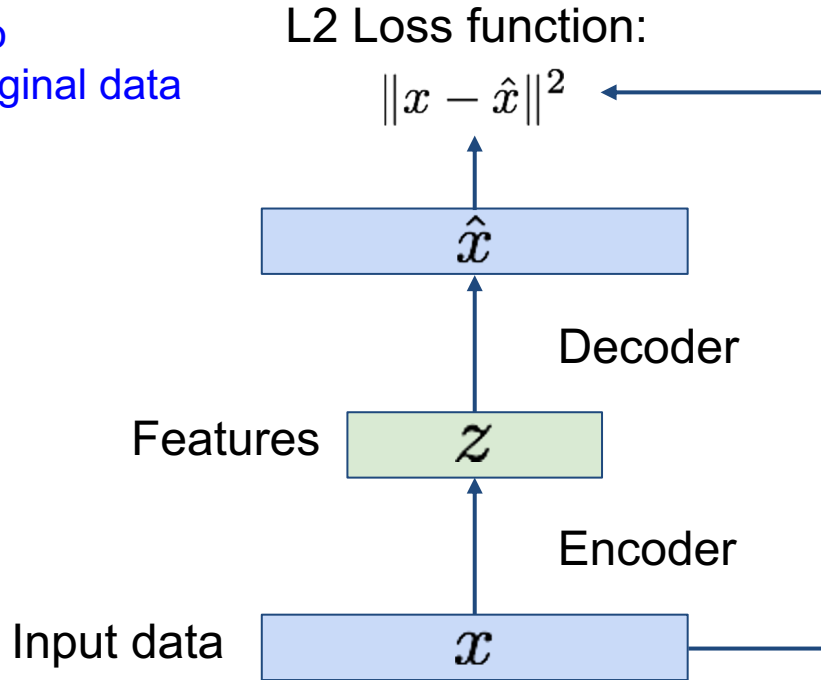 L2 Loss function:
ginal data
‖x − x̂‖²
x̂
Decoder
Features
z
Encoder
Input data
x